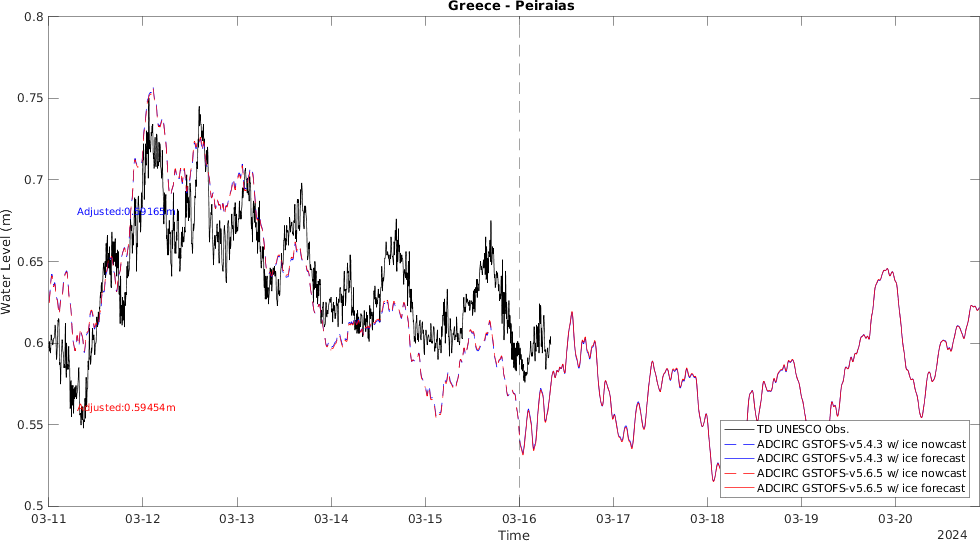 Greece - Peiraias
0.8
0.75
0.7
0.65
0.6
0.55
0.5
Water Level (m)
Adjusted:0.59165m
Adjusted:0.59454m
TD UNESCO Obs.
ADCIRC GSTOFS-v5.4.3 w/ ice nowcast
ADCIRC GSTOFS-v5.4.3 w/ ice forecast
ADCIRC GSTOFS-v5.6.5 w/ ice nowcast
ADCIRC GSTOFS-v5.6.5 w/ ice forecast
03-11 03-12 03-13 03-14 03-15 03-16 03-17 03-18 03-19 03-20
Time
2024